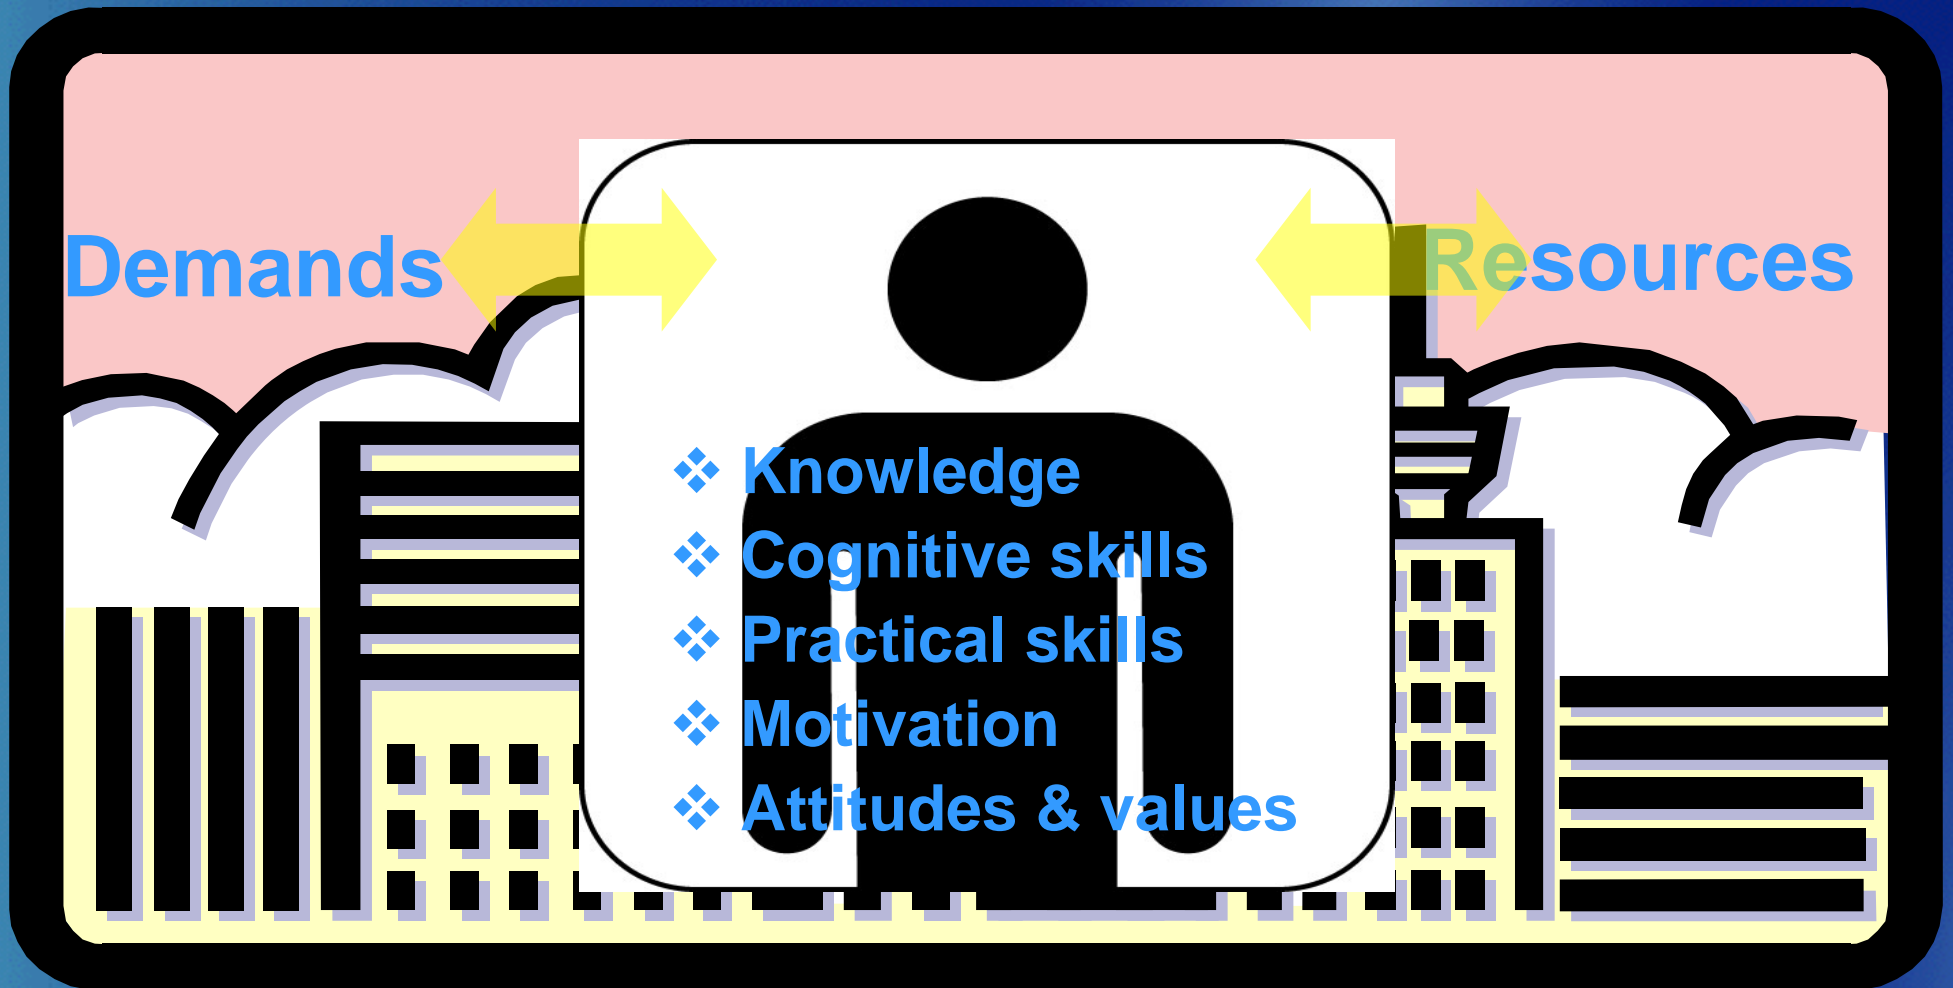 Demands
Resources
❖ Knowledge
❖ Cognitive skills
❖ Practical skills
❖ Motivation
❖ Attitudes & values